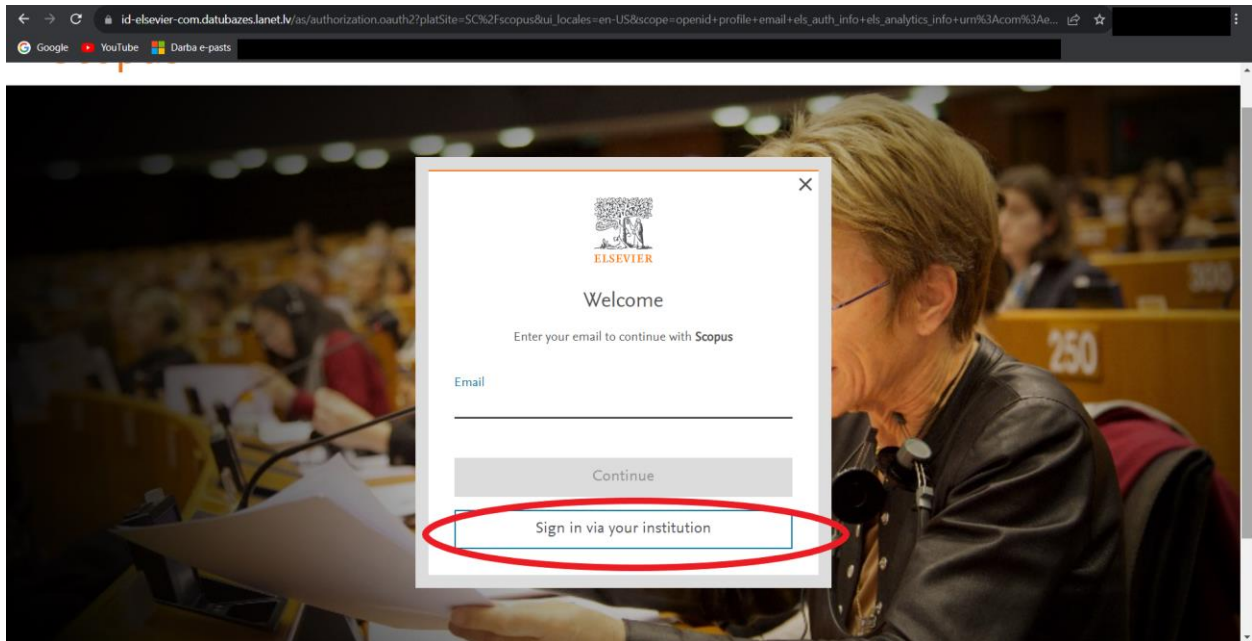 id-elsevier-com.datubazes.lanet.lv/as/authorization.oauth2?platSite=SC%2Fscopus&ui_locales=en-US&scope=openid+profile+email+els_auth_info+els_analytics_info+urn%3Acom%3Ae...
Google YouTube Darba e-pasts
ELSEVIER
Welcome
Enter your email to continue with Scopus
Email
Continue
Sign in via your institution
250